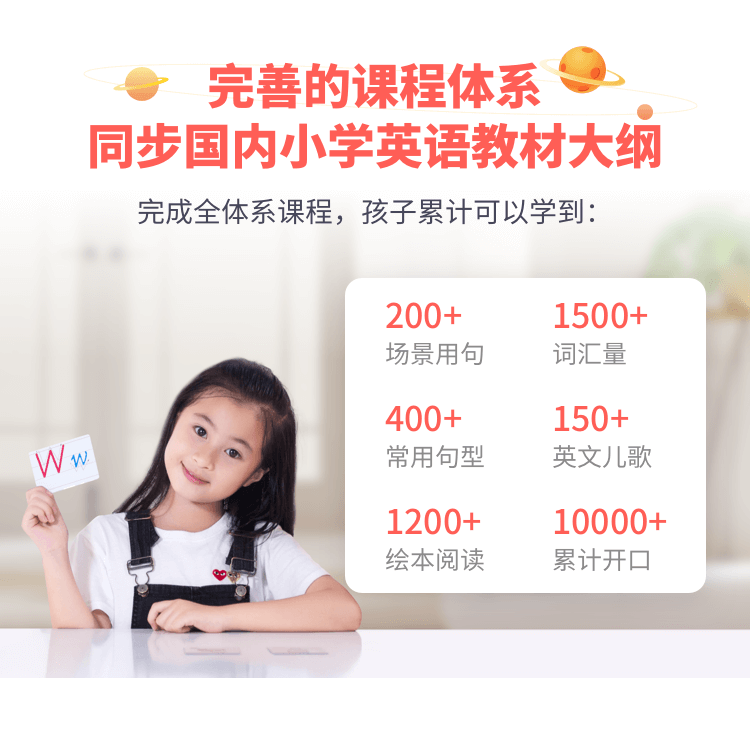 完善的课程体系
同步国内小学英语教材大纲
完成全体系课程，孩子累计可以学到：
200+
1500+
场景用句
词汇量
400+
150+
常用句型
英文儿歌
1200+
10000+
绘本阅读
累计开口
W w